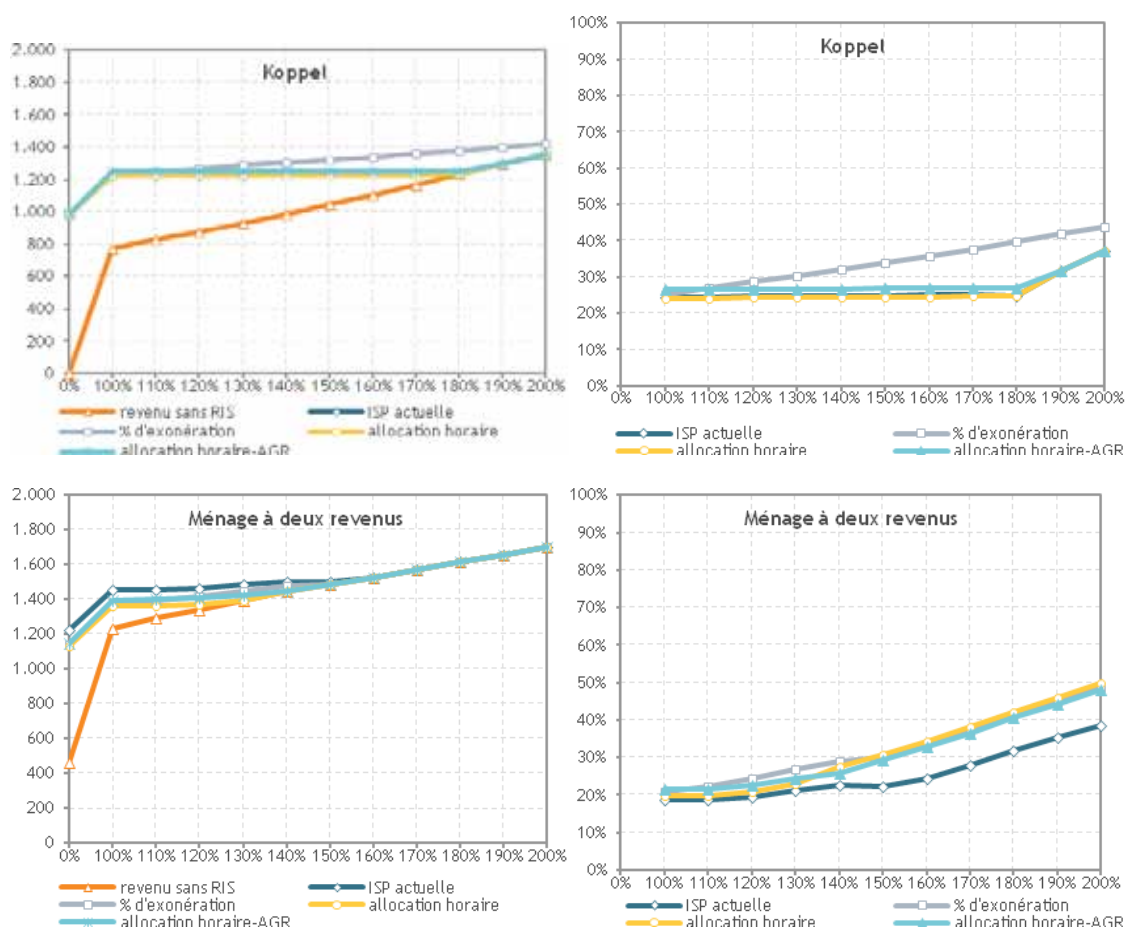 Koppel
2.000
1.800
1.600
1.400
1.200
1.000
800
600
400
200
0
0% 100% 110% 120% 130% 140% 150% 160% 170% 180% 190% 200%
revenu sans RIS
ISP actuelle
% d'exonération
allocation horaire
allocation horaire-AGR
Koppel
100%
90%
80%
70%
60%
50%
40%
30%
20%
10%
0%
0% 100% 110% 120% 130% 140% 150% 160% 170% 180% 190% 200%
ISP actuelle
% d'exonération
allocation horaire
allocation horaire-AGR
Ménage à deux revenus
2.000
1.800
1.600
1.400
1.200
1.000
800
600
400
200
0
0% 100% 110% 120% 130% 140% 150% 160% 170% 180% 190% 200%
revenu sans RIS
ISP actuelle
% d'exonération
allocation horaire
allocation horaire-AGR
Ménage à deux revenus
100%
90%
80%
70%
60%
50%
40%
30%
20%
10%
0%
0% 100% 110% 120% 130% 140% 150% 160% 170% 180% 190% 200%
ISP actuelle
% d'exonération
allocation horaire
allocation horaire-AGR